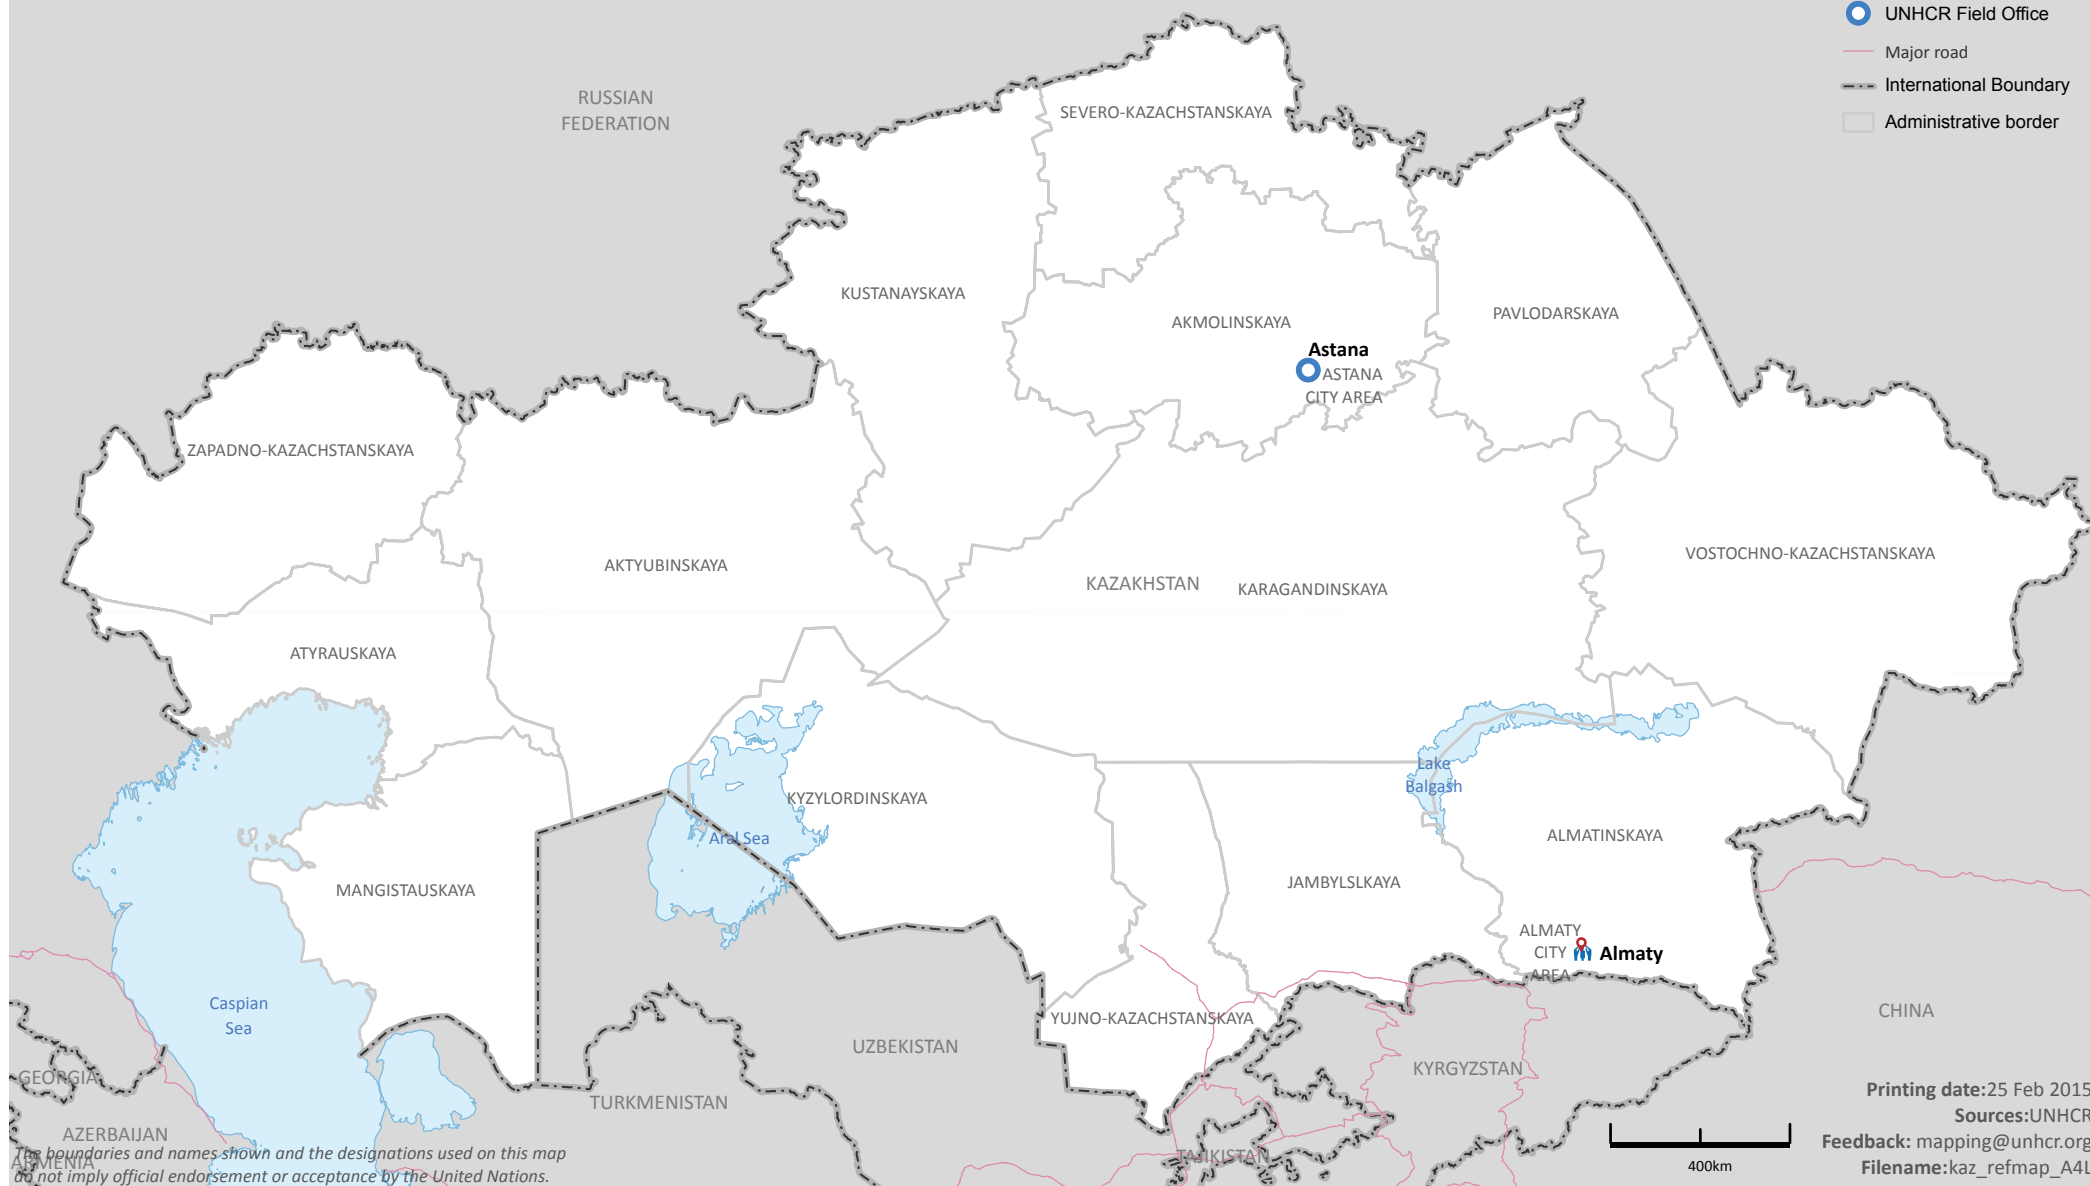 UNHCR Field Office
Major road
International Boundary
Administrative border
RUSSIAN
FEDERATION
SEVERO-KAZACHSTANSKAYA
KUSTANAYSKAYA
AKMOLINSKAYA
PAVLODARSKAYA
Astana
ASTANA
CITY AREA
ZAPADNO-KAZACHSTANSKAYA
AKTYUBINSKAYA
KAZAKHSTAN
KARAGANDINSKAYA
VOSTOCHNO-KAZACHSTANSKAYA
ATYRAUSKAYA
Lake
Balgash
KYZYLORDINSKAYA
Aral Sea
ALMATINSKAYA
MANGISTAUSKAYA
JAMBYLSLKAYA
ALMATY
CITY
AREA
Almaty
Caspian
Sea
YUJNO-KAZACHSTANSKAYA
CHINA
UZBEKISTAN
KYRGYZSTAN
GEORGIA
TURKMENISTAN
AZERBAIJAN
ARMENIA
TAJIKISTAN
The boundaries and names shown and the designations used on this map
do not imply official endorsement or acceptance by the United Nations.
400km
Printing date:25 Feb 2015
Sources:UNHCR
Feedback: mapping@unhcr.org
Filename:kaz_refmap_A4L